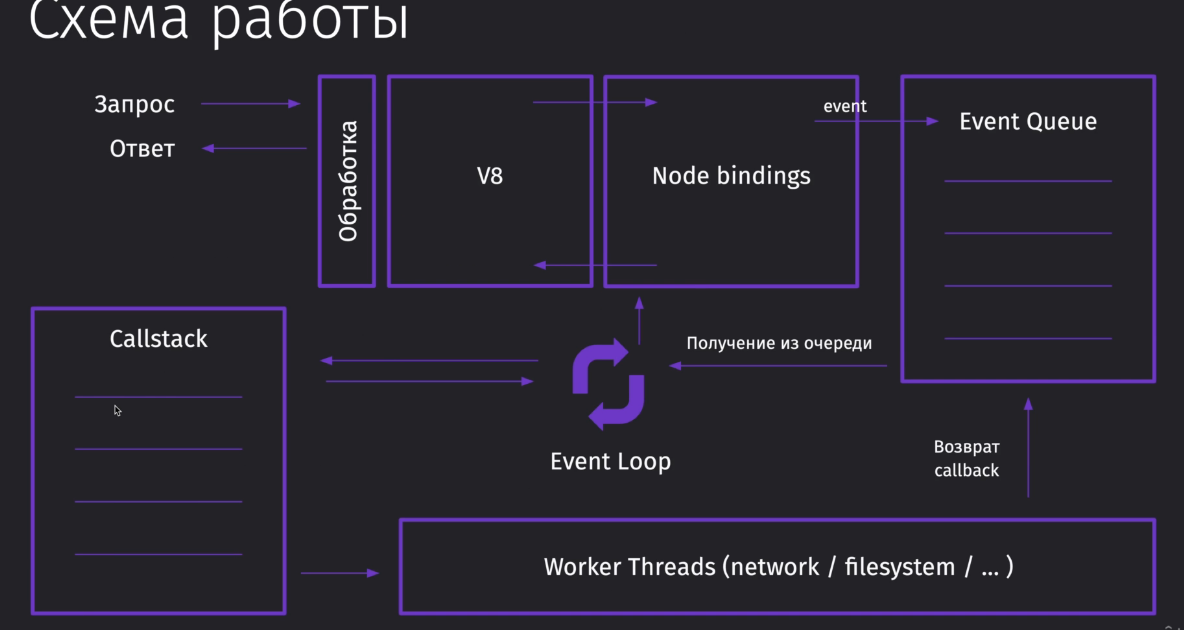 Схема работы
Запрос
Ответ
Обработка
V8
Node bindings
event
Event Queue
Callstack
Получение из очереди
Event Loop
Возврат
callback
Worker Threads (network / filesystem / ... )